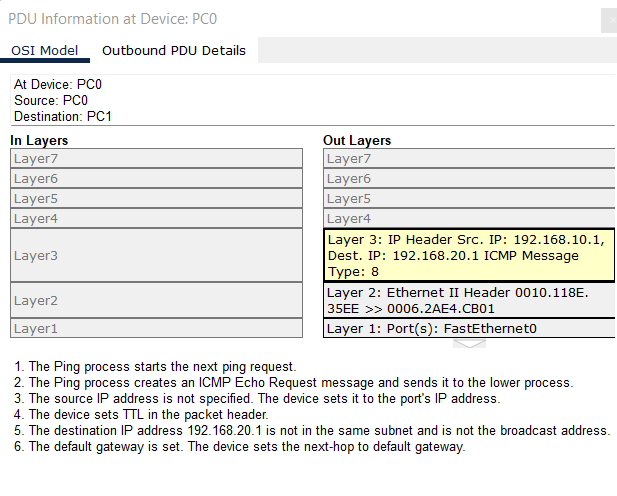 PDU Information at Device: PC0
OSI Model Outbound PDU Details
At Device: PC0
Source: PC0
Destination: PC1
In Layers
Layer7
Layer6
Layer5
Layer4
Layer3
Layer2
Layer1
Out Layers
Layer7
Layer6
Layer5
Layer4
Layer 3: IP Header Src. IP: 192.168.10.1,
Dest. IP: 192.168.20.1 ICMP Message
Type: 8
Layer 2: Ethernet II Header 0010.118E.
35EE >> 0006.2AE4.CB01
Layer 1: Port(s): FastEthernet0
1. The Ping process starts the next ping request.
2. The Ping process creates an ICMP Echo Request message and sends it to the lower process.
3. The source IP address is not specified. The device sets it to the port's IP address.
4. The device sets TTL in the packet header.
5. The destination IP address 192.168.20.1 is not in the same subnet and is not the broadcast address.
6. The default gateway is set. The device sets the next-hop to default gateway.